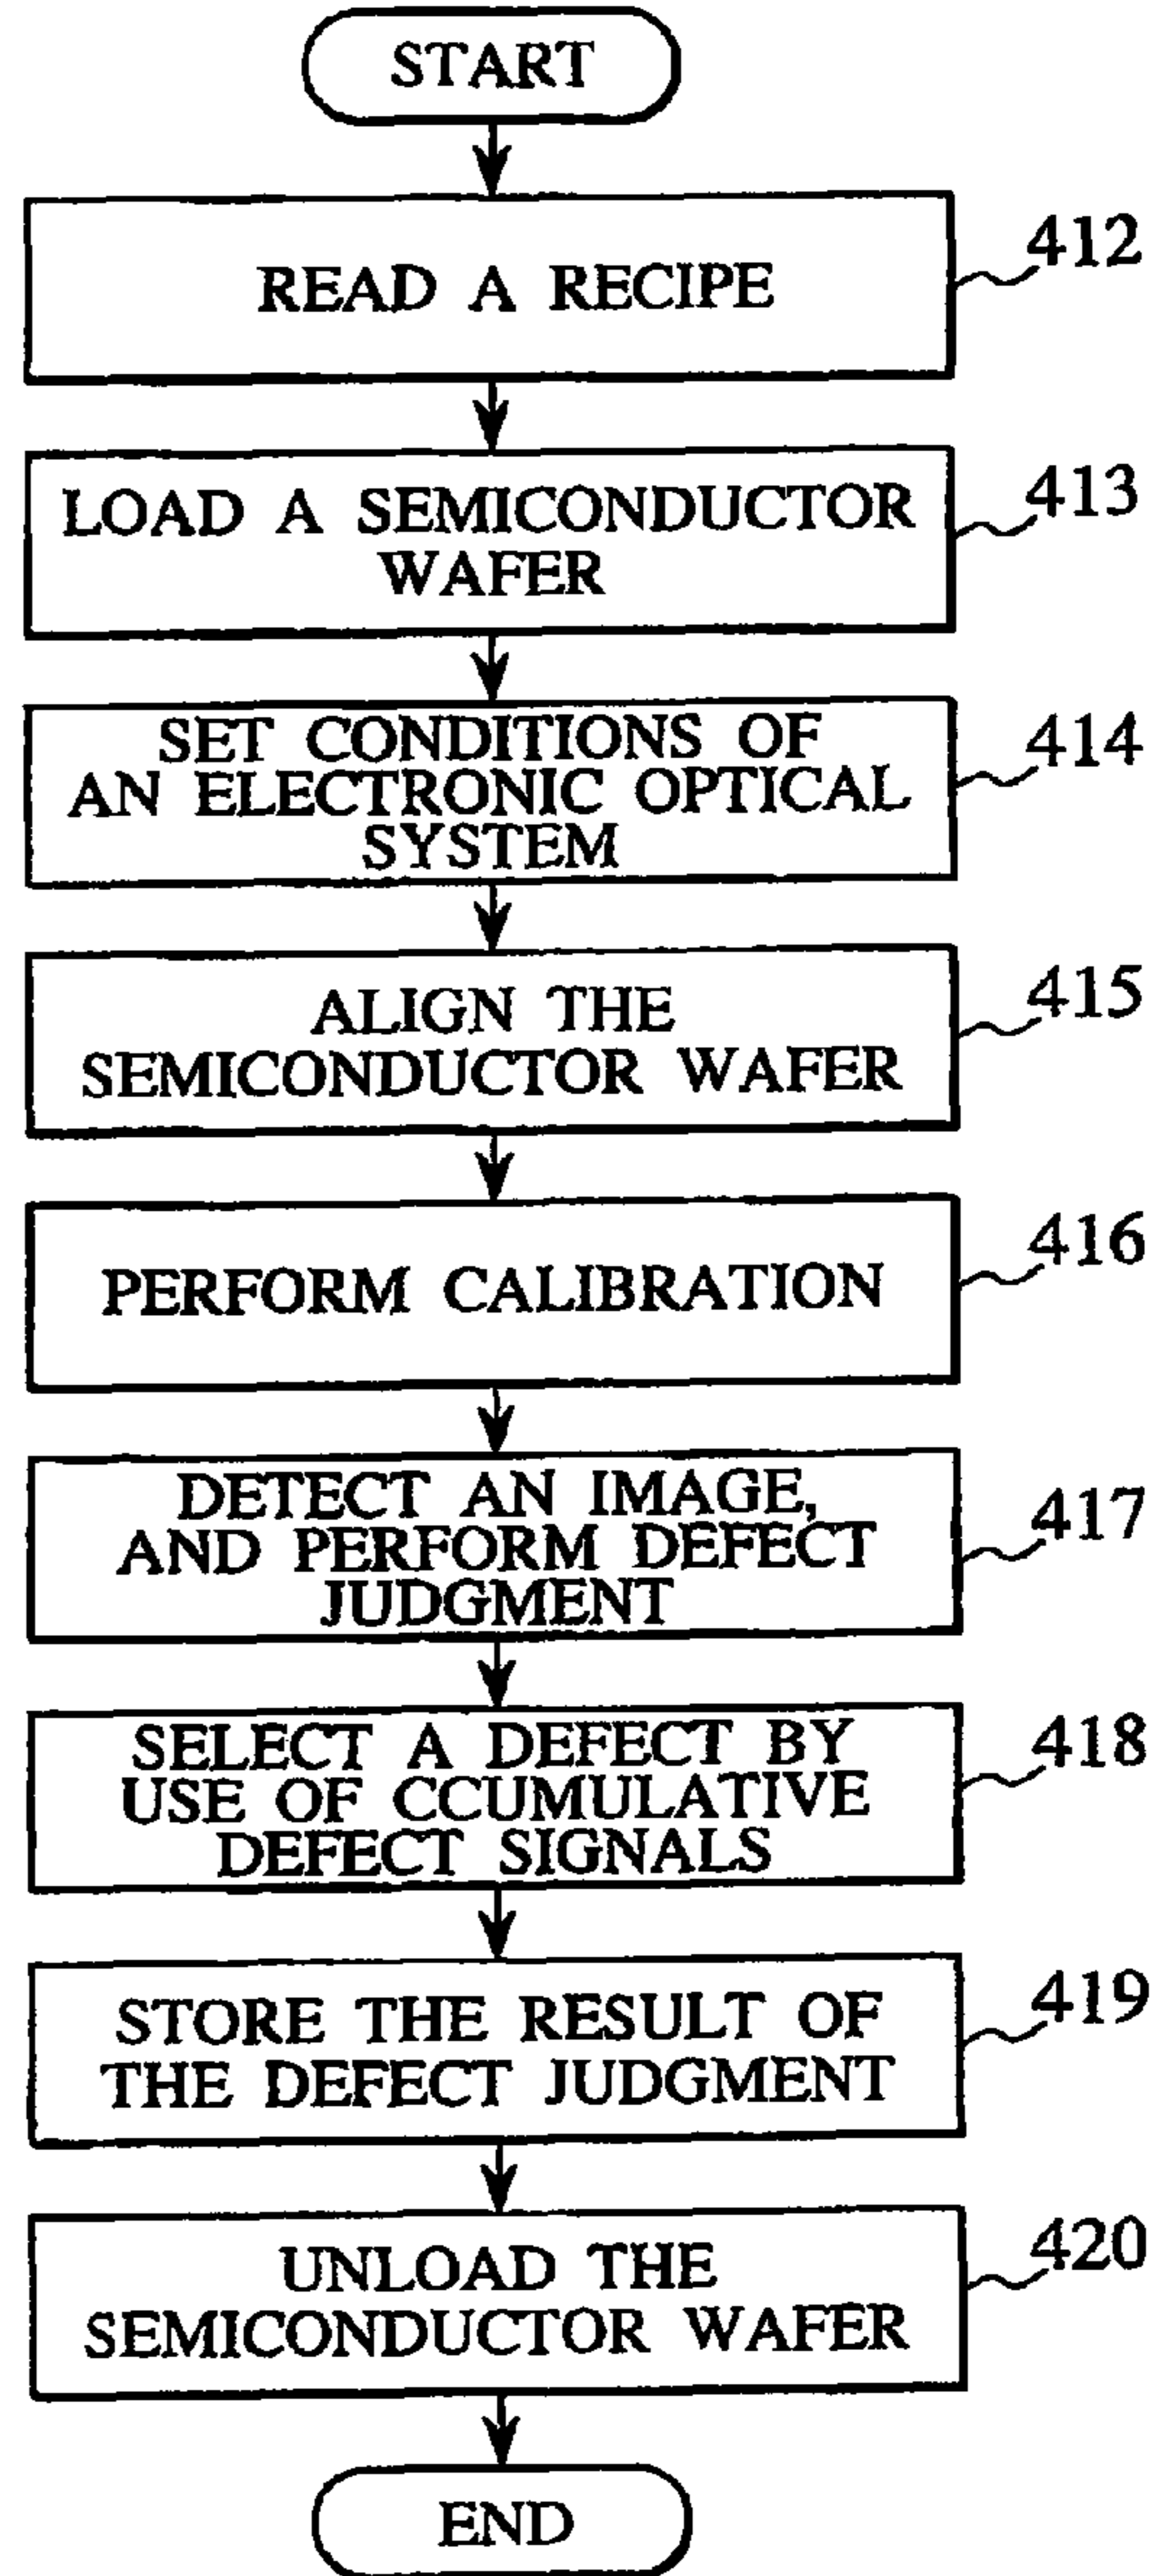 START
READ A RECIPE
412
LOAD A SEMICONDUCTOR
WAFER
413
SET CONDITIONS OF
AN ELECTRONIC OPTICAL
SYSTEM
414
ALIGN THE
SEMICONDUCTOR WAFER
415
PERFORM CALIBRATION
416
DETECT AN IMAGE,
AND PERFORM DEFECT
JUDGMENT
417
SELECT A DEFECT BY
USE OF CCUMULATIVE
DEFECT SIGNALS
418
STORE THE RESULT OF
THE DEFECT JUDGMENT
419
UNLOAD THE
SEMICONDUCTOR WAFER
420
END